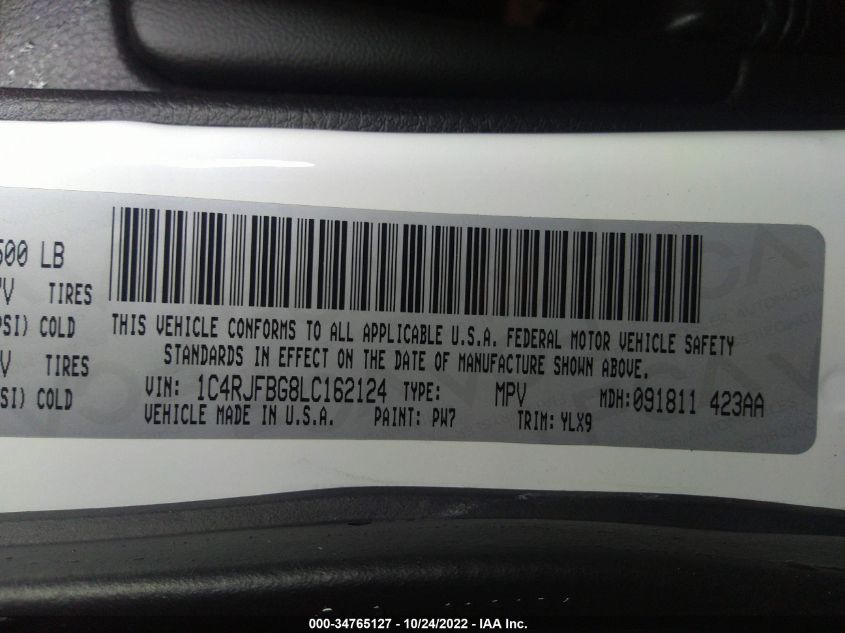 500 LB
TIRES
PSI) COLD
TIRES
SI) COLD
THIS VEHICLE CONFORMS TO ALL APPLICABLE U.S.A. FEDERAL MOTOR VEHICLE SAFETY
STANDARDS IN EFFECT ON THE DATE OF MANUFACTURE SHOWN ABOVE.
VIN: 1C4RJFBG8LC162124 TYPE: MPV MDH:091811 423AA
VEHICLE MADE IN U.S.A. PAINT: PW7 TRIM: YLX9
000-34765127 - 10/24/2022 - IAA Inc.